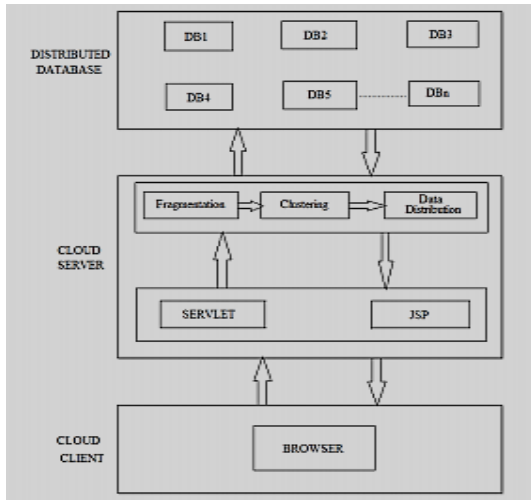 DISTRIBUTED
DATABASE
DB1
DB2
DB3
DB4
DB5
DBn
CLOUD
SERVER
Fragmentation
Clustering
Data
Distribution
SERVLET
JSP
CLOUD
CLIENT
BROWSER